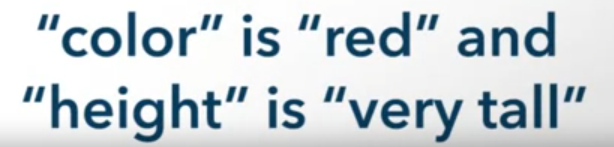 “color” is “red” and
“height” is “very tall”